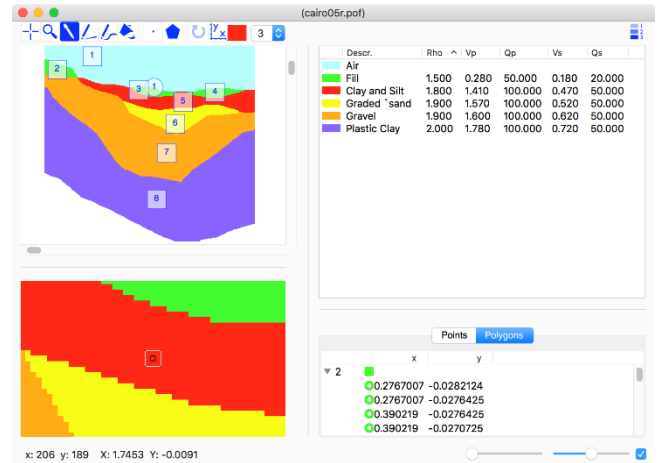 (cairo05r.pof)
y x 3
1 2 3
1
2
3 1 4
5
6
7
8
Descr. Rho Vp Qp Vs Qs
Air
Fill 1.500 0.280 50.000 0.180 20.000
Clay and Silt 1.800 1.410 100.000 0.470 50.000
Graded `sand 1.900 1.570 100.000 0.520 50.000
Gravel 1.900 1.600 100.000 0.620 50.000
Plastic Clay 2.000 1.780 100.000 0.720 50.000
Points Polygons
x y
2
0.2767007 -0.0282124
0.2767007 -0.0276425
0.390219 -0.0276425
0.390219 -0.0270725
x: 206 y: 189 X: 1.7453 Y: -0.0091